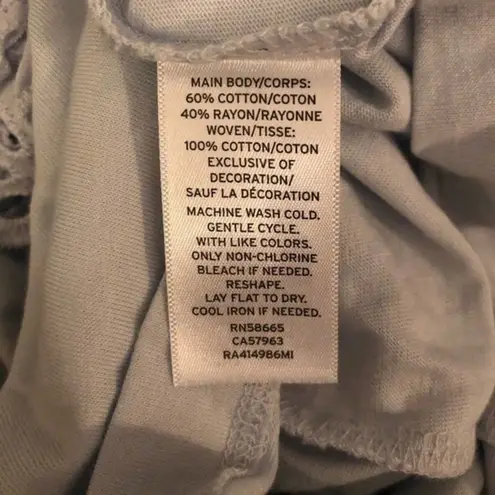 MAIN BODY/CORPS:
60% COTTON/COTON
40% RAYON/RAYONNE
WOVEN/TISSE:
100% COTTON/COTON
EXCLUSIVE OF
DECORATION/
SAUF LA DÉCORATION
MACHINE WASH COLD.
GENTLE CYCLE.
WITH LIKE COLORS.
ONLY NON-CHLORINE
BLEACH IF NEEDED.
RESHAPE.
LAY FLAT TO DRY.
COOL IRON IF NEEDED.
RN58665
CA57963
RA414986MI